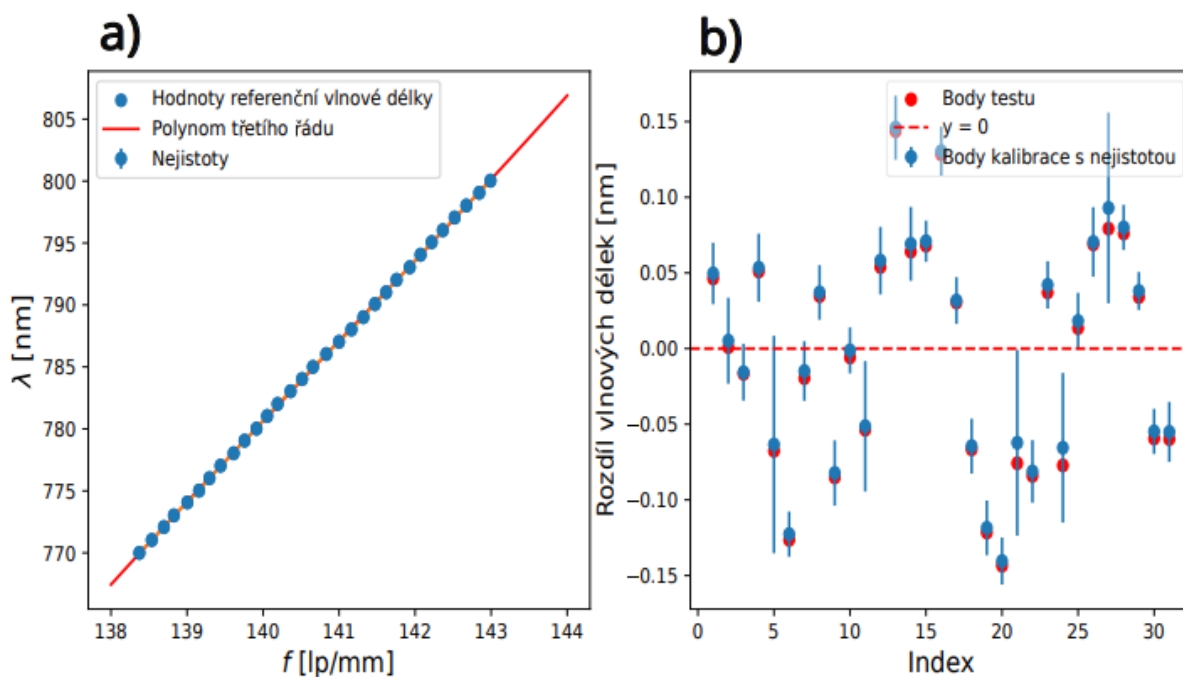 a)
Hodnoty referenční vlnové délky
Polynom třetího řádu
Nejistoty
805
800
795
790
785
780
775
770
λ [nm]
138 139 140 141 142 143 144
f [lp/mm]
b)
Body testu
y = 0
Body kalibrace s nejistotou
0.15
0.10
0.05
0.00
−0.05
−0.10
−0.15
Rozdíl vlnových délek [nm]
0 5 10 15 20 25 30
Index